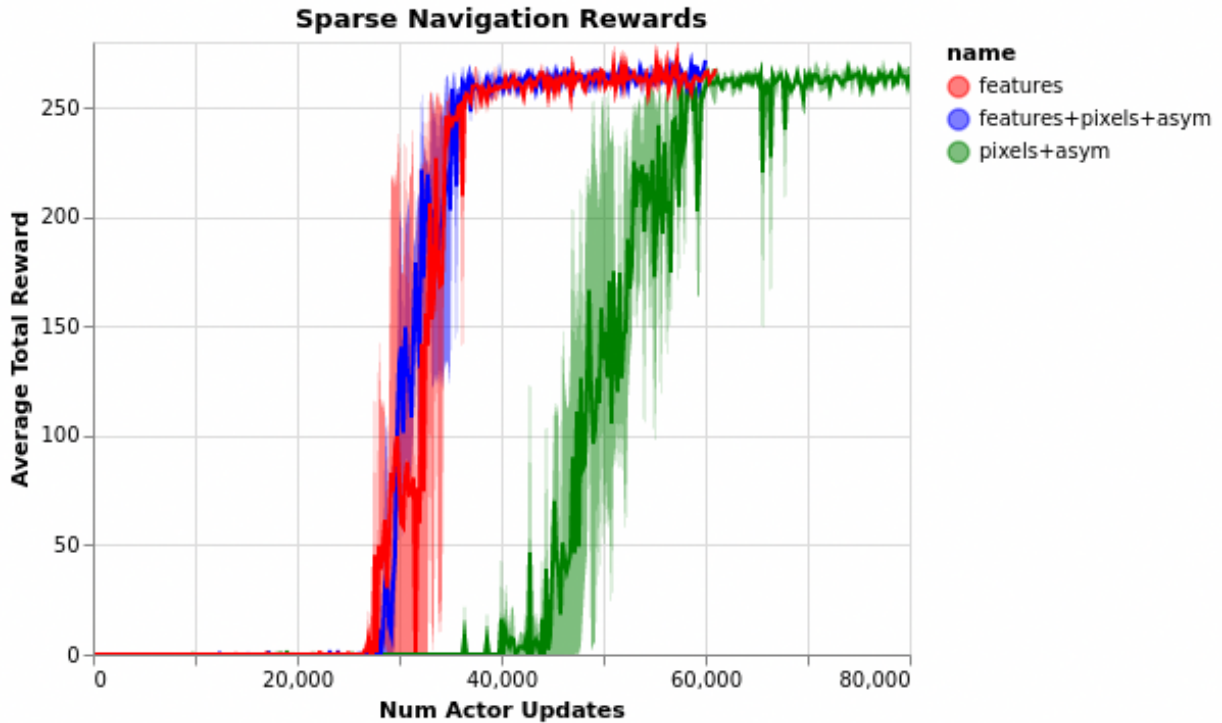 Sparse Navigation Rewards
name
features
features+pixels+asym
pixels+asym
Average Total Reward
250
200
150
100
50
0
0 20,000 40,000 60,000 80,000
Num Actor Updates